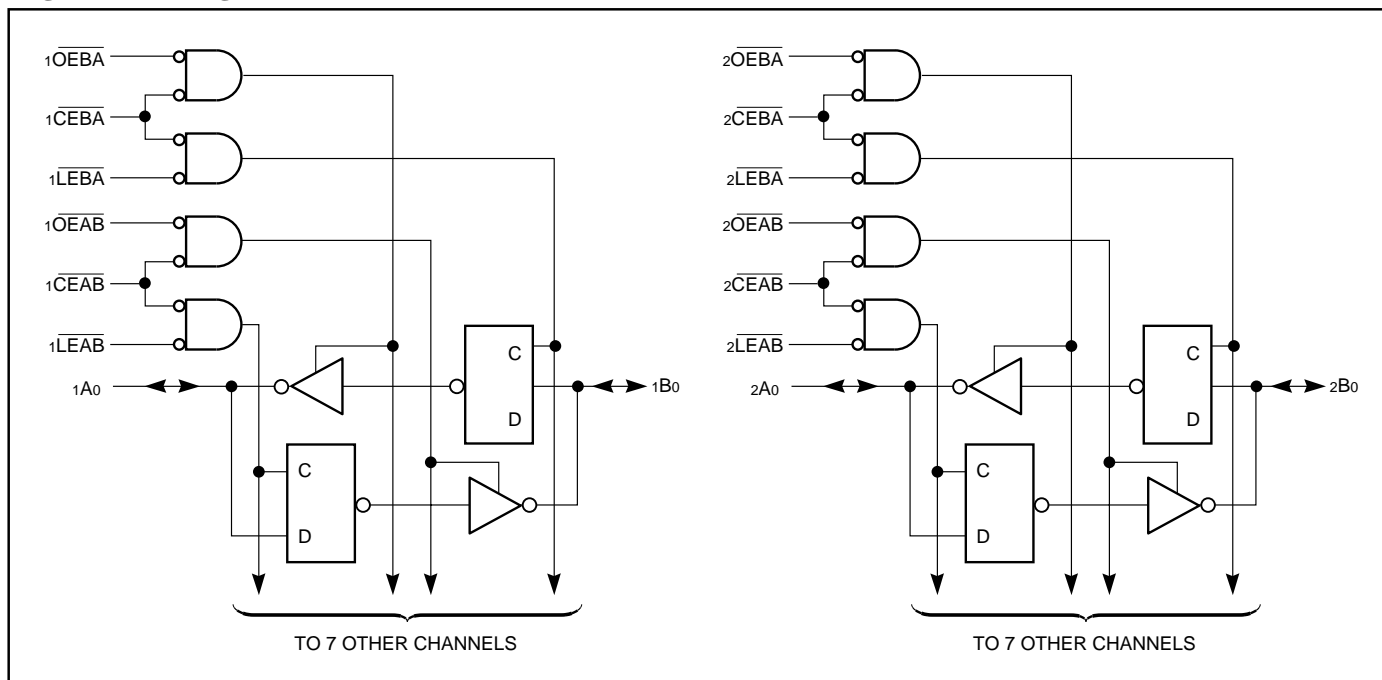 1OEBA
1CEBA
1LEBA
1OEAB
1CEAB
1LEAB
1A0
C
D
1B0
C
D
TO 7 OTHER CHANNELS
2OEBA
2CEBA
2LEBA
2OEAB
2CEAB
2LEAB
2A0
C
D
2B0
C
D
TO 7 OTHER CHANNELS